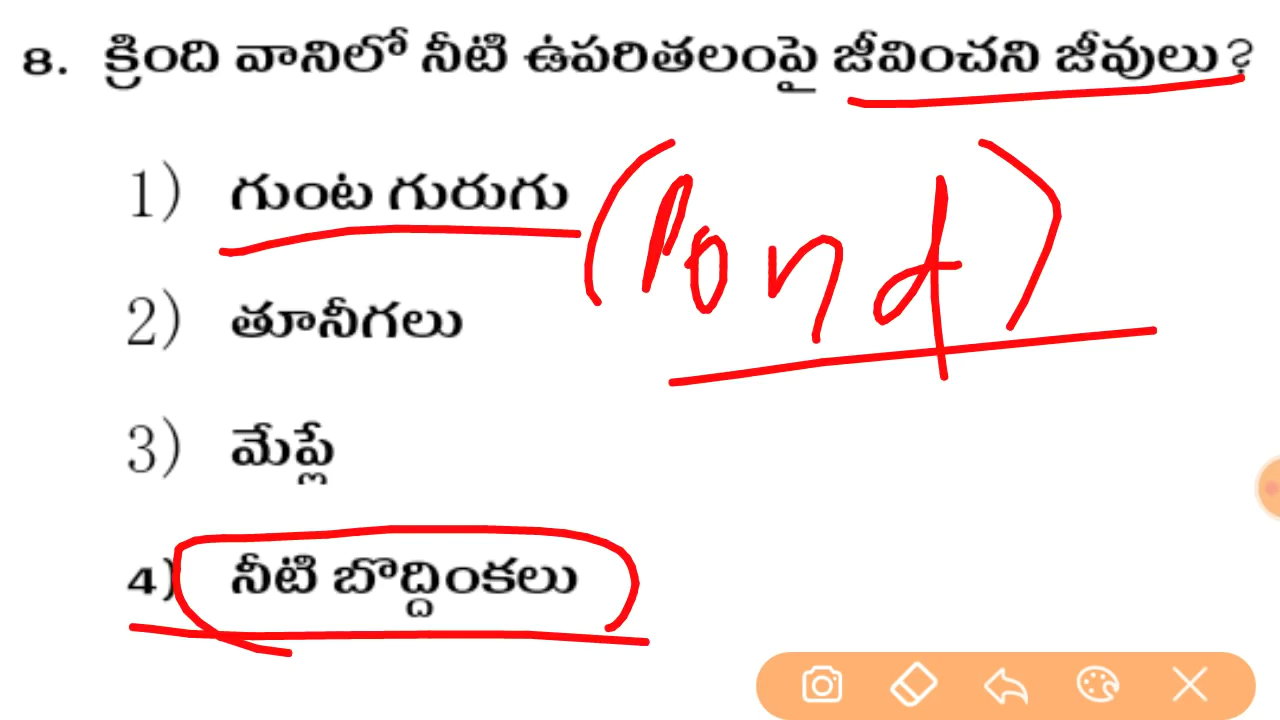 8. క్రింది వానిలో నీటి ఉపరితలంపై జీవించని జీవులు?
1) గుంట గురుగు (Pond)
2) తూనీగలు
3) మేఫ్లే
4) నీటి బొద్దింకలు